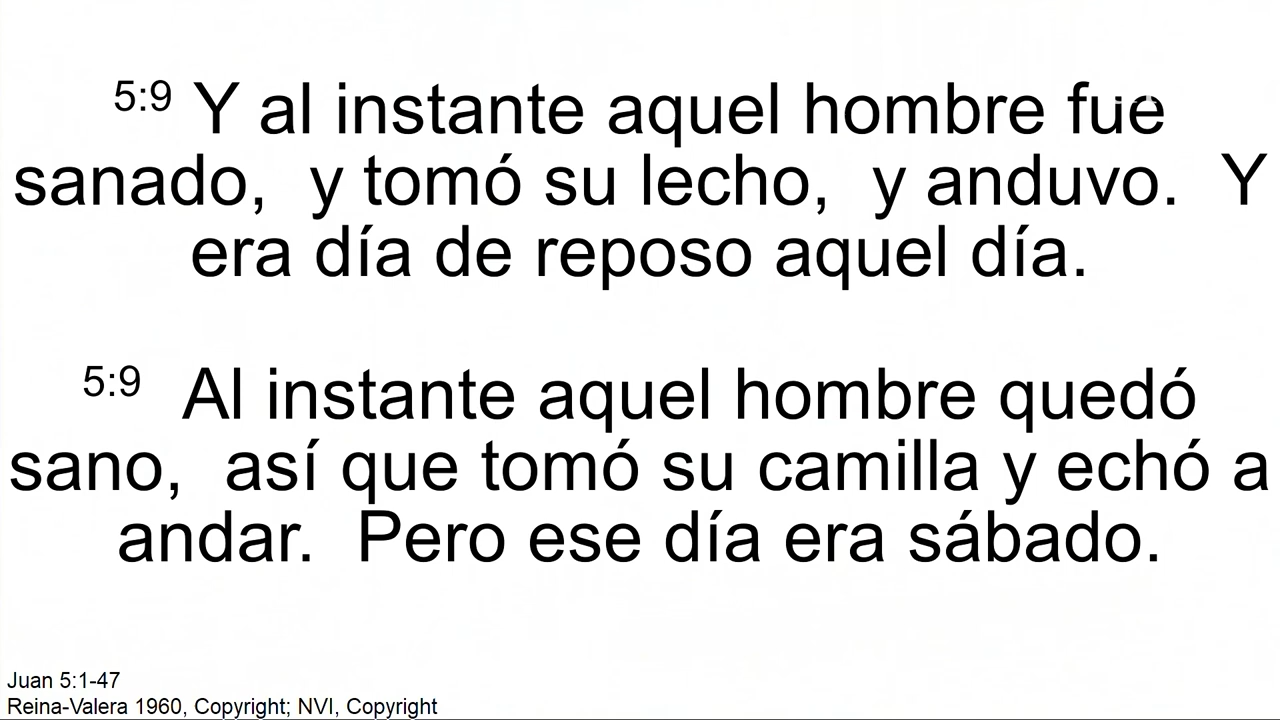 5:9 Y al instante aquel hombre fue
sanado, y tomó su lecho, y anduvo. Y
era día de reposo aquel día.
5:9 Al instante aquel hombre quedó
sano, así que tomó su camilla y echó a
andar. Pero ese día era sábado.
Juan 5:1-47
Reina-Valera 1960, Copyright; NVI, Copyright